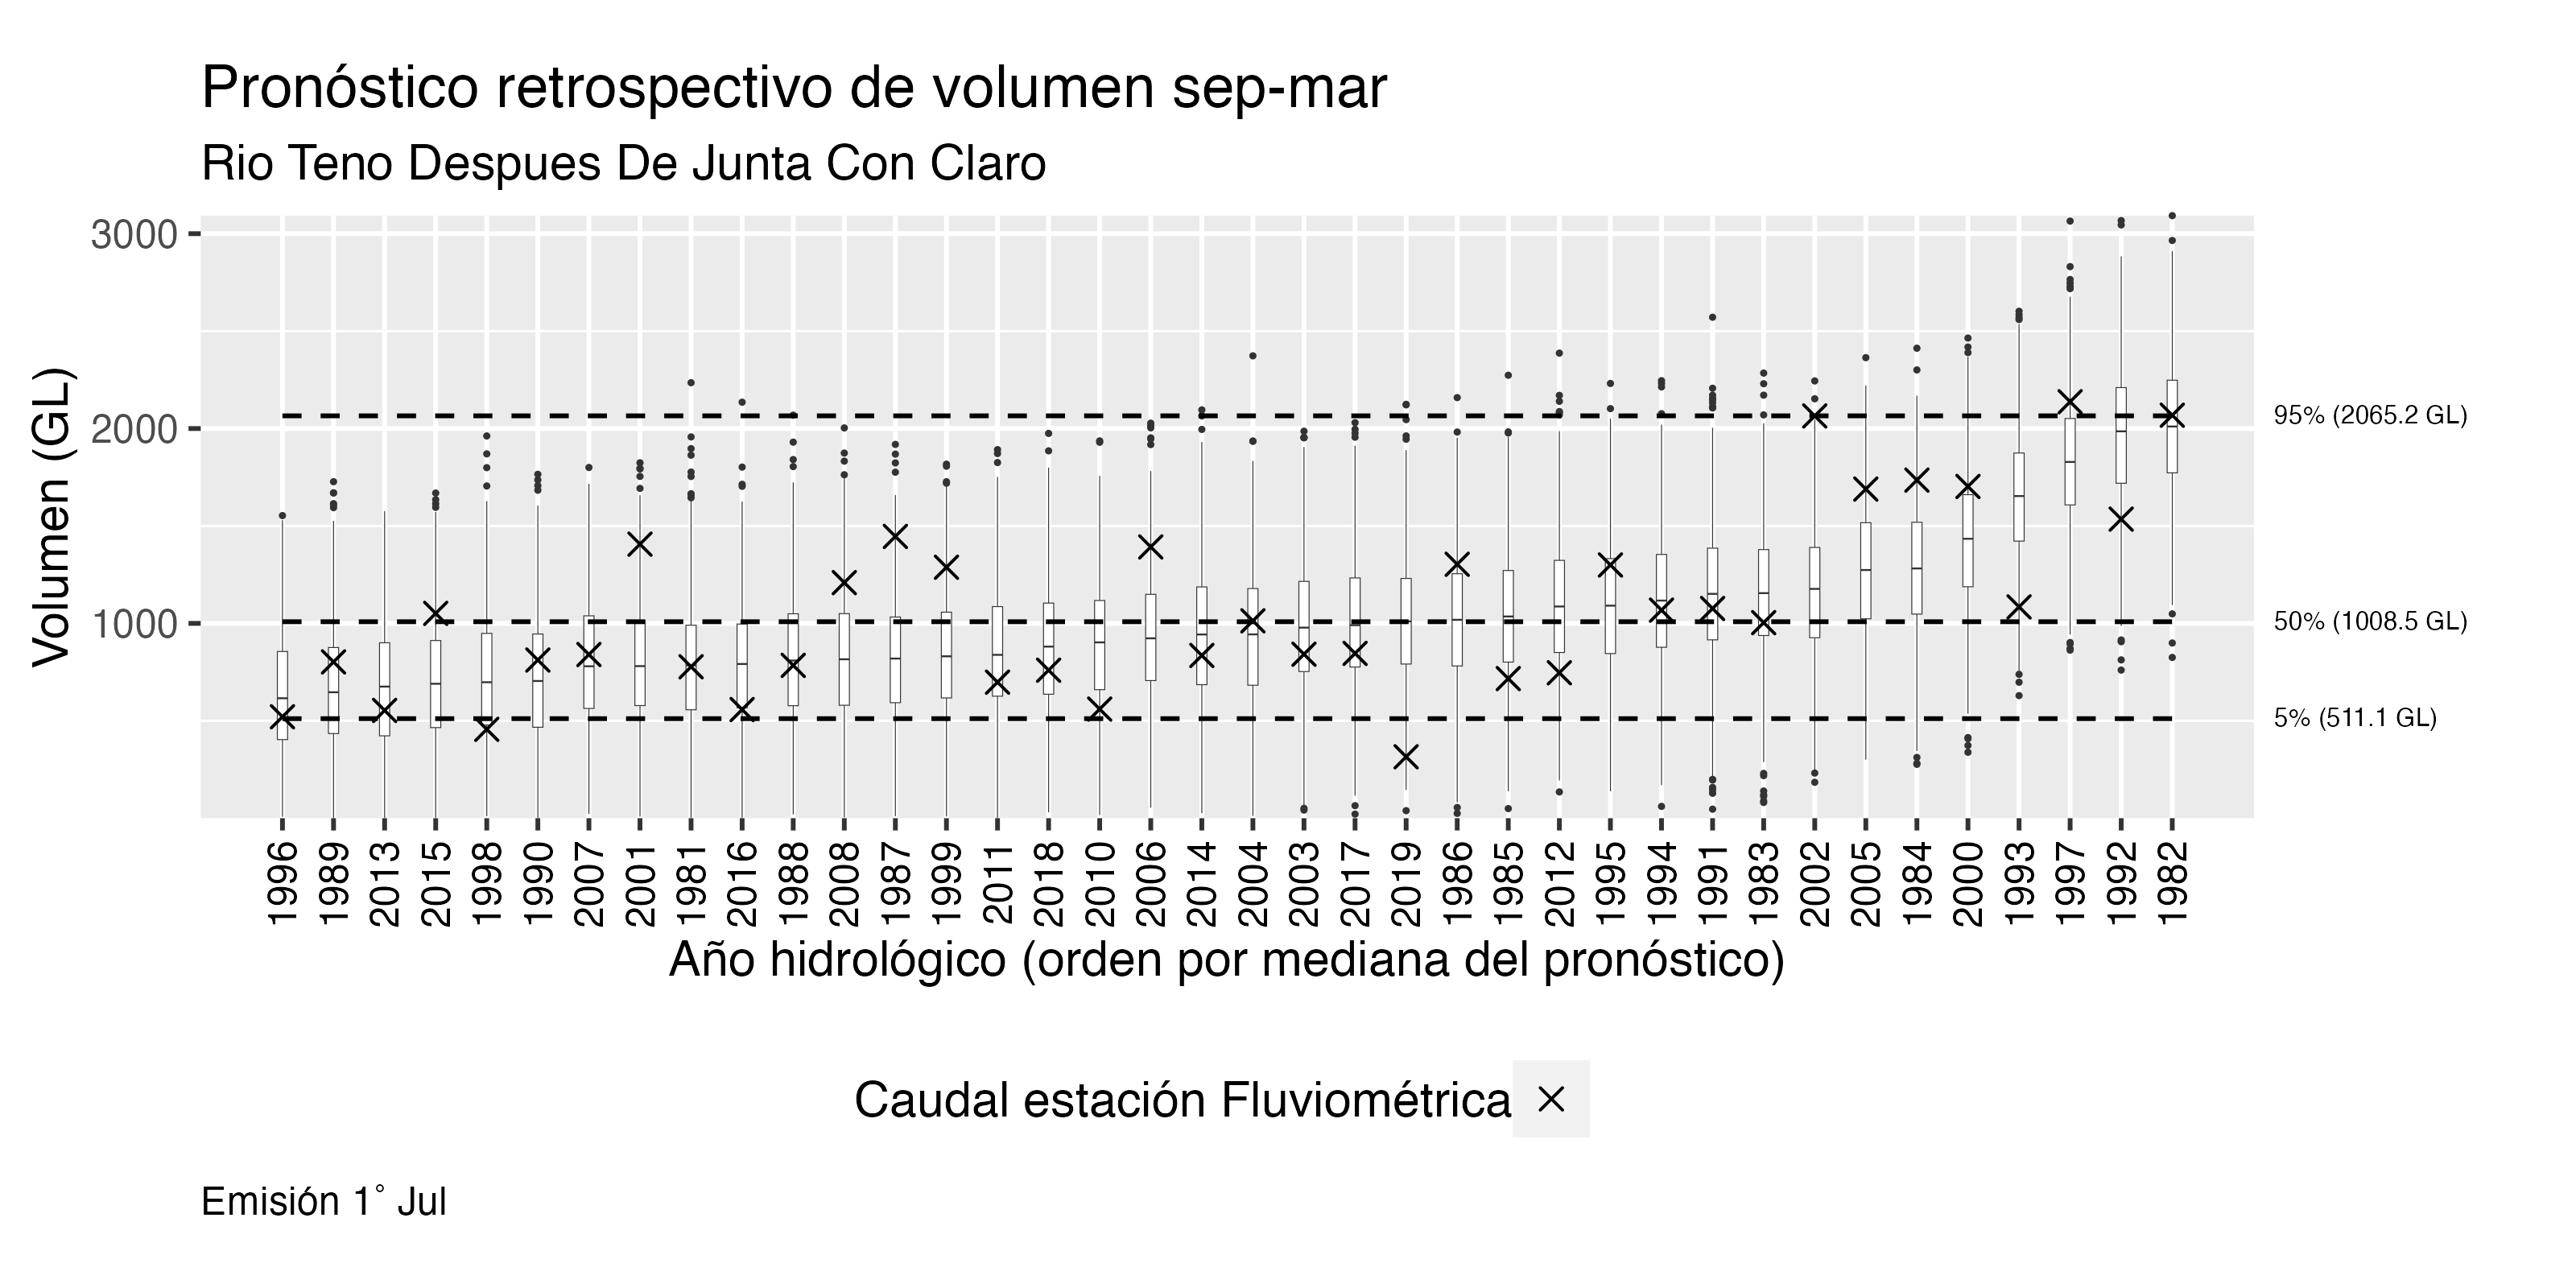 Pronóstico retrospectivo de volumen sep-mar
Rio Teno Despues De Junta Con Claro
Volumen (GL)
3000
2000
1000
95% (2065.2 GL)
50% (1008.5 GL)
5% (511.1 GL)
1996 1989 2013 2015 1998 1990 2007 2001 1981 2016 1988 2008 1987 1999 2011 2018 2010 2006 2014 2004 2003 2017 2019 1986 1985 2012 1995 1994 1991 1983 2002 2005 1984 2000 1993 1997 1992 1982
Año hidrológico (orden por mediana del pronóstico)
Caudal estación Fluviométrica
Emisión 1° Jul